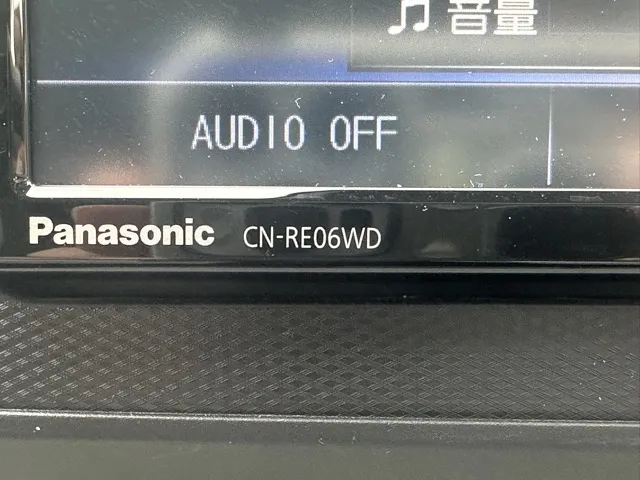 ♫ 音量
AUDIO OFF
Panasonic CN-RE06WD